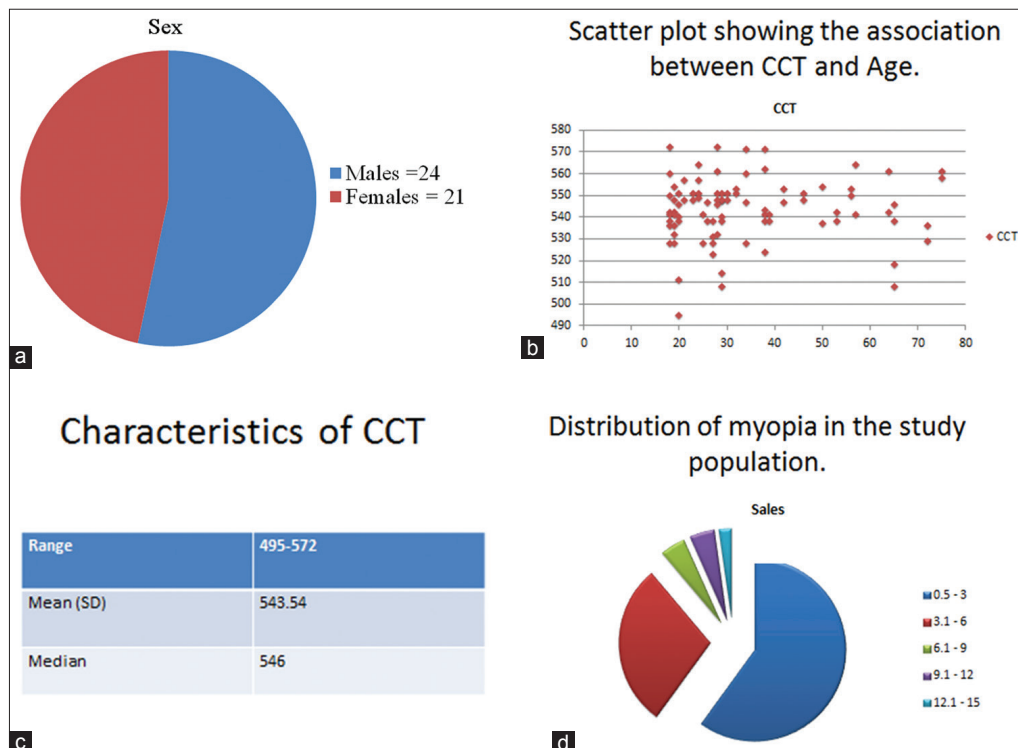 Sex
Males =24
Females = 21
a
Scatter plot showing the association
between CCT and Age.
CCT
580
570
560
550
540
530
520
510
500
490
0 10 20 30 40 50 60 70 80
CCT
b
Characteristics of CCT
Range 495-572
Mean (SD) 543.54
Median 546
c
Distribution of myopia in the study
population.
Sales
0.5 - 3
3.1 - 6
6.1 - 9
9.1 - 12
12.1 - 15
d